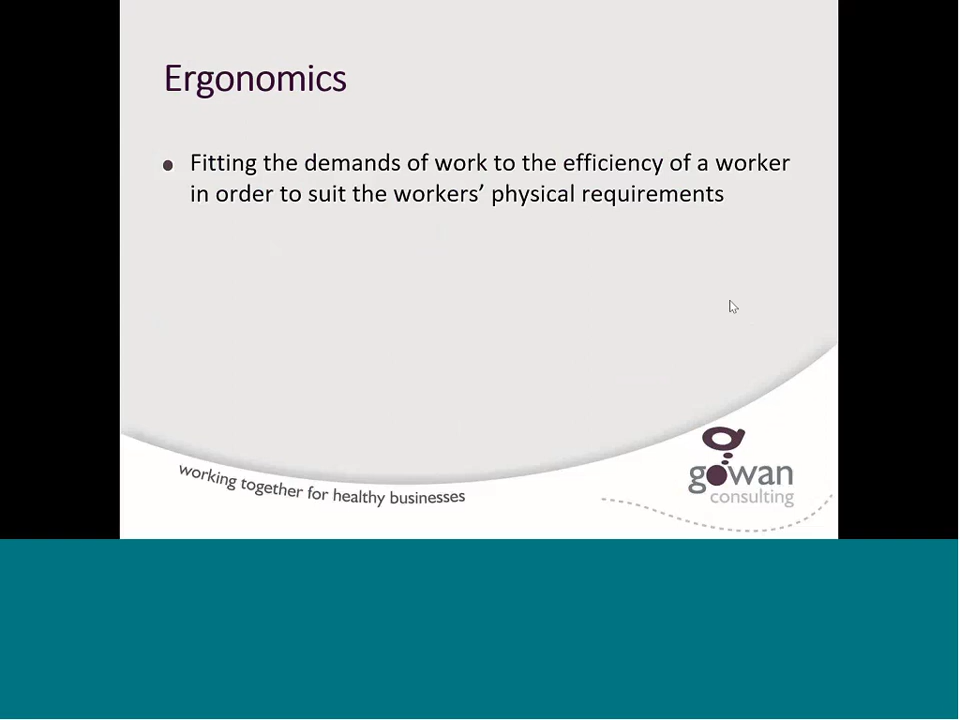 Ergonomics
Fitting the demands of work to the efficiency of a worker
in order to suit the workers’ physical requirements
working together for healthy businesses
gowan
consulting